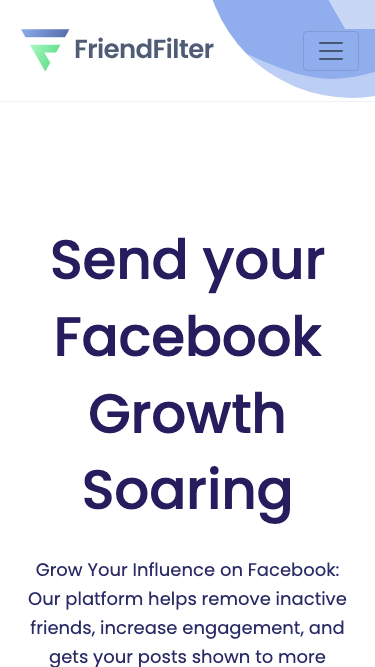 FriendFilter
Send your
Facebook
Growth
Soaring
Grow Your Influence on Facebook:
Our platform helps remove inactive
friends, increase engagement, and
gets your posts shown to more